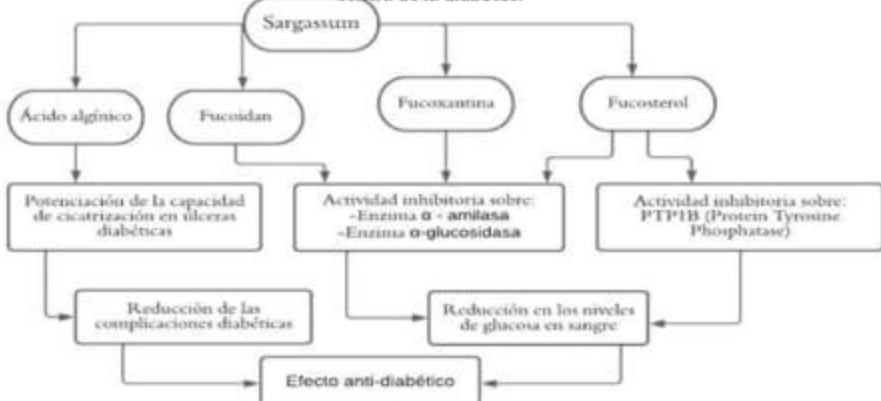 Sargassum
Ácido algínico
Fucoidan
Fucoxantina
Fucosterol
Potenciación de la capacidad
de cicatrización en úlceras
diabéticas
Actividad inhibitoria sobre:
-Enzima α - amilasa
-Enzima α-glucosidasa
Actividad inhibitoria sobre:
PTP1B (Protein Tyrosine
Phosphatase)
Reducción de las
complicaciones diabéticas
Reducción en los niveles
de glucosa en sangre
Efecto anti-diabético